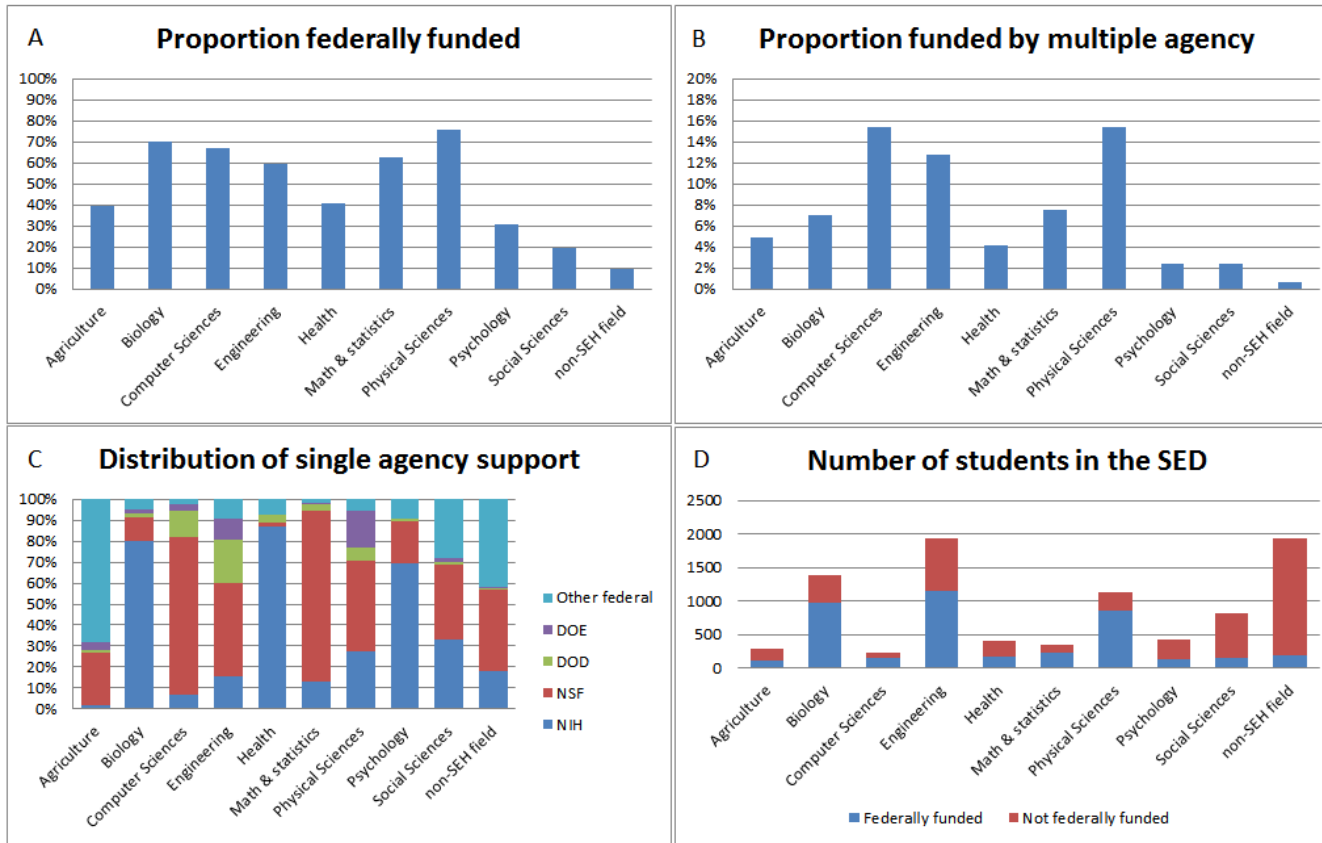 A
Proportion federally funded
100%
90%
80%
70%
60%
50%
40%
30%
20%
10%
0%
Agriculture
Biology
Computer Sciences
Engineering
Health
Math & statistics
Physical Sciences
Psychology
Social Sciences
non-SEH field
B
Proportion funded by multiple agency
20%
18%
16%
14%
12%
10%
8%
6%
4%
2%
0%
Agriculture
Biology
Computer Sciences
Engineering
Health
Math & statistics
Physical Sciences
Psychology
Social Sciences
non-SEH field
C
Distribution of single agency support
100%
90%
80%
70%
60%
50%
40%
30%
20%
10%
0%
Agriculture
Biology
Computer Sciences
Engineering
Health
Math & statistics
Physical Sciences
Psychology
Social Sciences
non-SEH field
Other federal
DOE
DOD
NSF
NIH
D
Number of students in the SED
2500
2000
1500
1000
500
0
Agriculture
Biology
Computer Sciences
Engineering
Health
Math & statistics
Physical Sciences
Psychology
Social Sciences
non-SEH field
Federally funded
Not federally funded